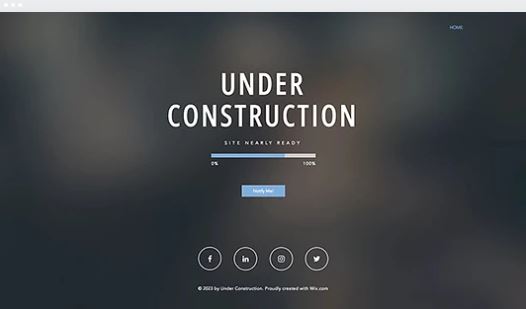 HOME
UNDER
CONSTRUCTION
SITE NEARLY READY
0% 100%
Notify Me!
© 2023 by Under Construction. Proudly created with Wix.com